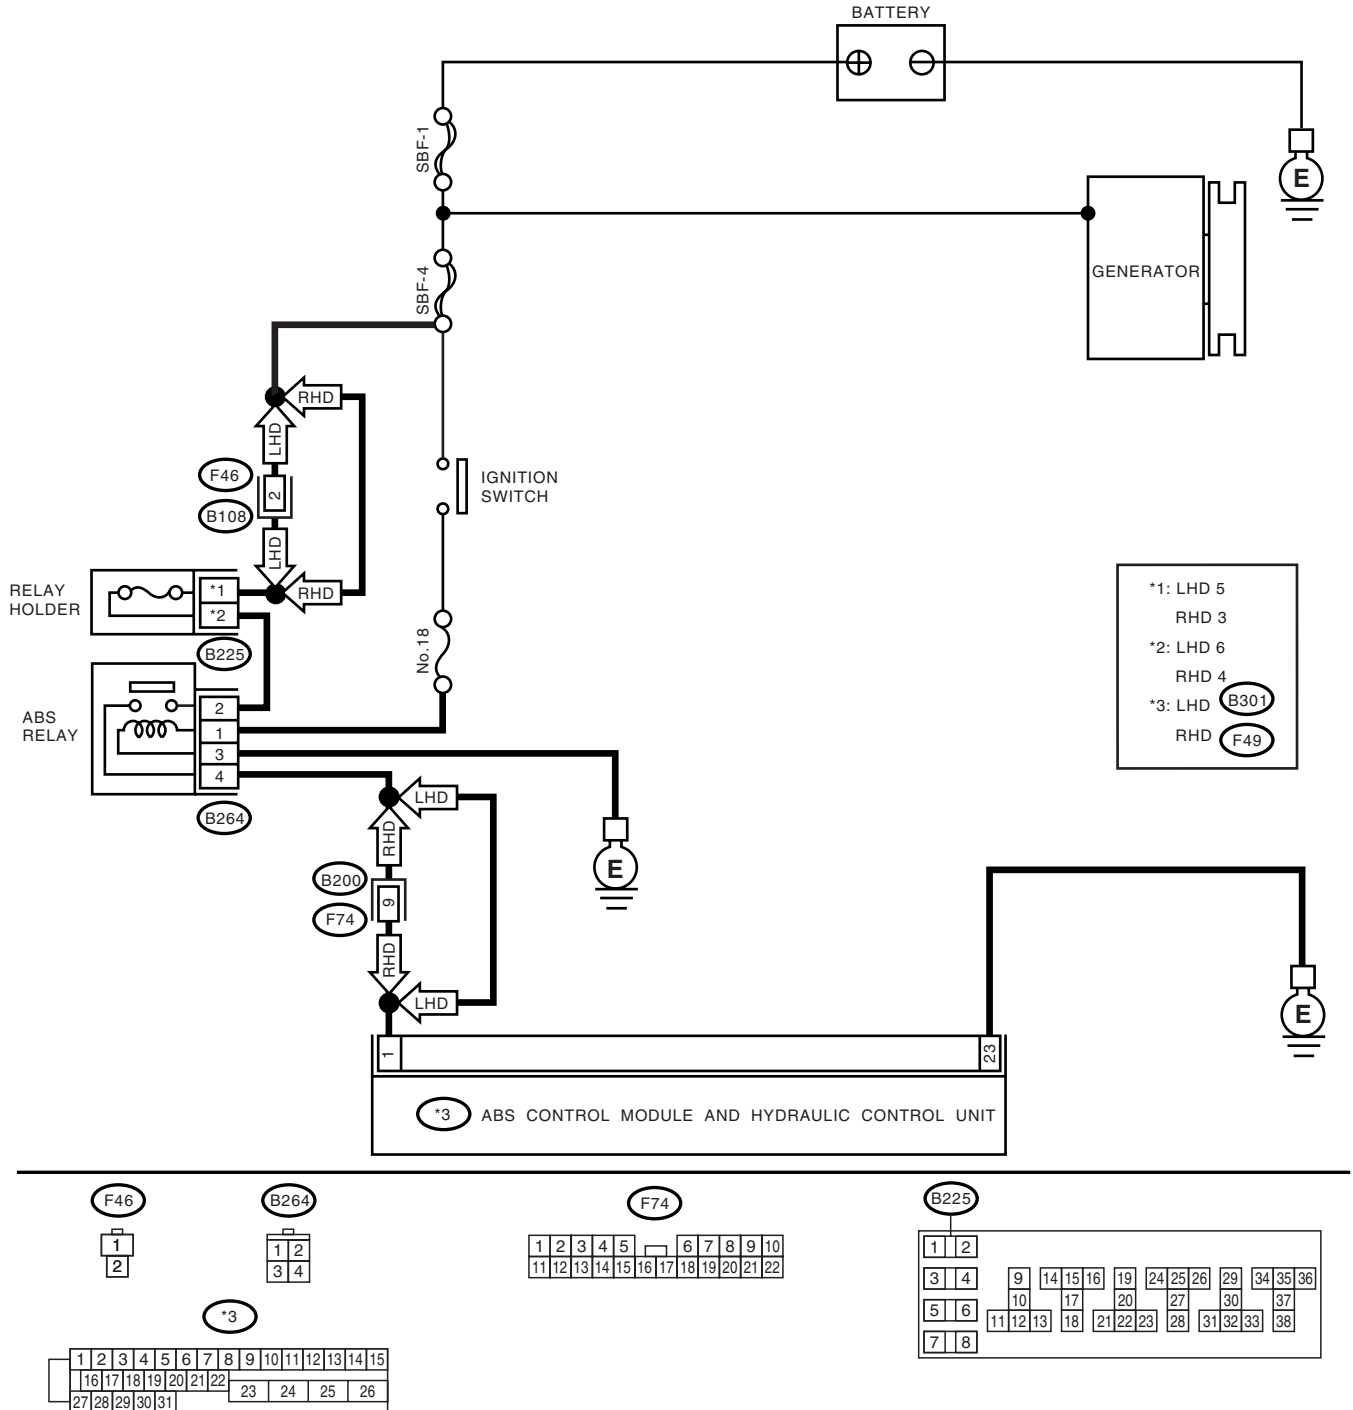 BATTERY
SBF-1
E
GENERATOR
SBF-4
RHD
LHD
F46
2
B108
IGNITION
SWITCH
LHD
RHD
RELAY
HOLDER
*1
*2
B225
No.18
*1: LHD 5
RHD 3
*2: LHD 6
RHD 4
*3: LHD B301
RHD F49
ABS
RELAY
2
1
3
4
B264
LHD
RHD
B200
9
F74
E
RHD
LHD
E
1
23
*3 ABS CONTROL MODULE AND HYDRAULIC CONTROL UNIT
F46
1
2
B264
1 2
3 4
F74
1 2 3 4 5 6 7 8 9 10
11 12 13 14 15 16 17 18 19 20 21 22
B225
1 2
3 4 9 14 15 16 19 24 25 26 29 34 35 36
10 17 20 27 30 37
5 6 11 12 13 18 21 22 23 28 31 32 33 38
7 8
*3
1 2 3 4 5 6 7 8 9 10 11 12 13 14 15
16 17 18 19 20 21 22
23 24 25 26
27 28 29 30 31